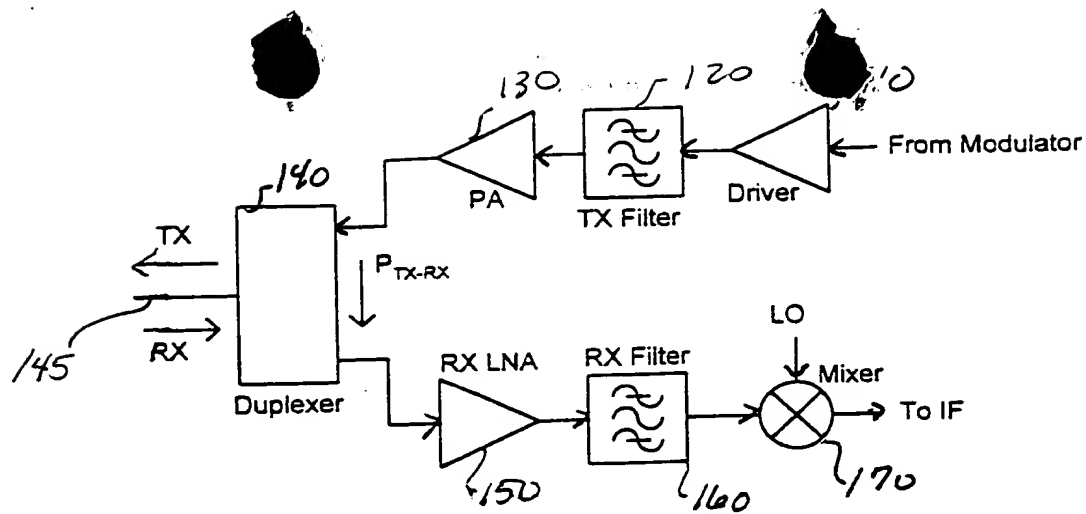 130
120
10
From Modulator
PA
TX Filter
Driver
140
TX
P_TX-RX
145
RX
Duplexer
RX LNA
RX Filter
LO
Mixer
To IF
150
160
170